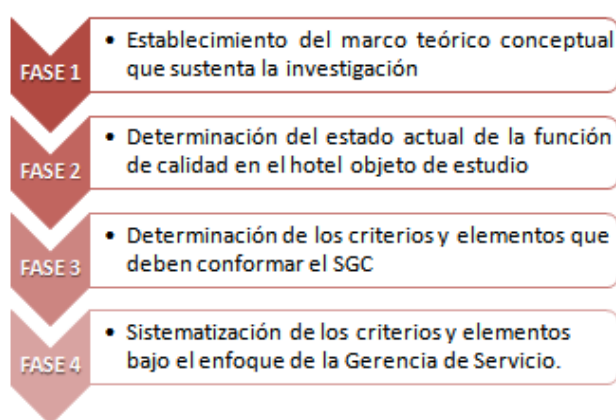 FASE 1
• Establecimiento del marco teórico conceptual
que sustenta la investigación
FASE 2
• Determinación del estado actual de la función
de calidad en el hotel objeto de estudio
FASE 3
• Determinación de los criterios y elementos que
deben conformar el SGC
FASE 4
• Sistematización de los criterios y elementos
bajo el enfoque de la Gerencia de Servicio.